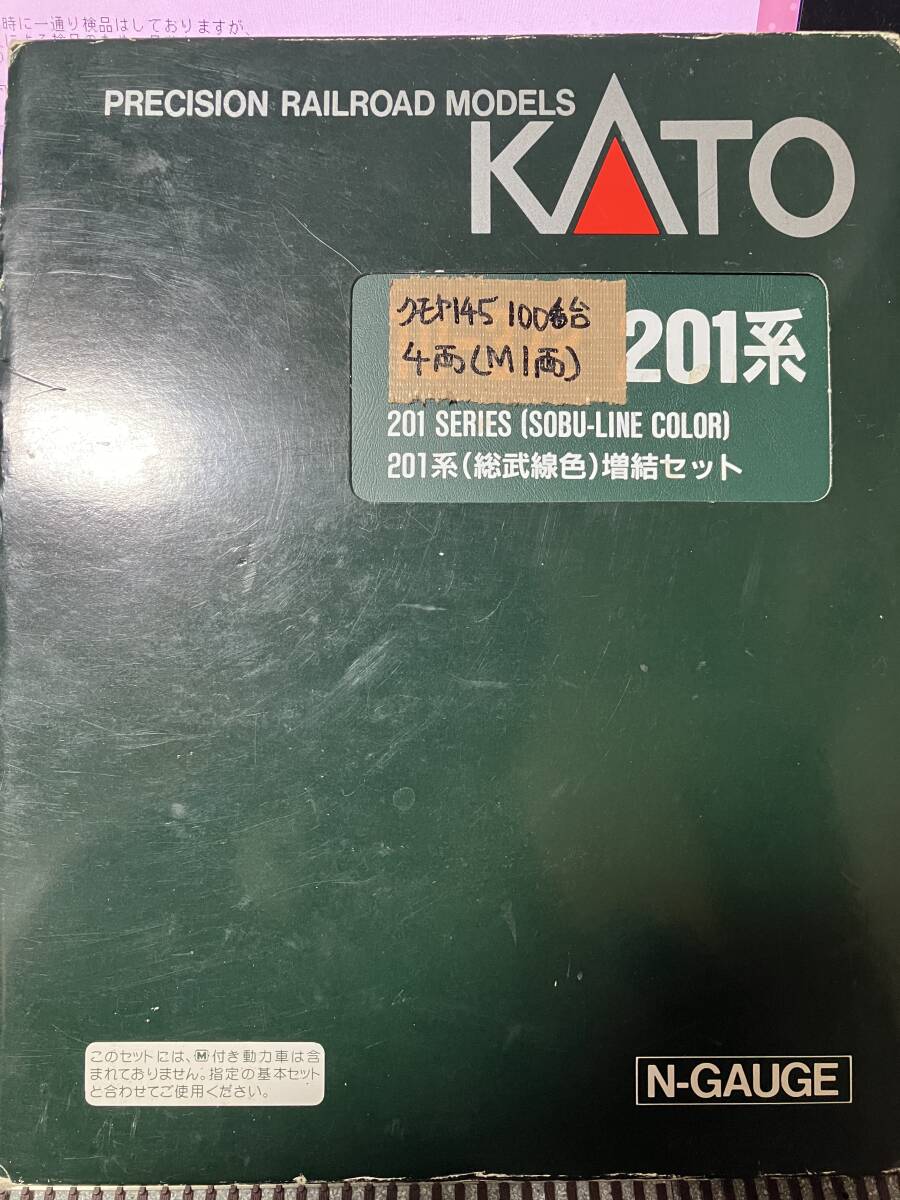 時に一通り検品はしておりますが、
PRECISION RAILROAD MODELS
KATO
クモヤ145 100番台
4両(M1両)
201系
201 SERIES (SOBU-LINE COLOR)
201系(総武線色)増結セット
このセットには、Ⓜ付き動力車は含
まれておりません。指定の基本セット
と合わせてご使用ください。
N-GAUGE